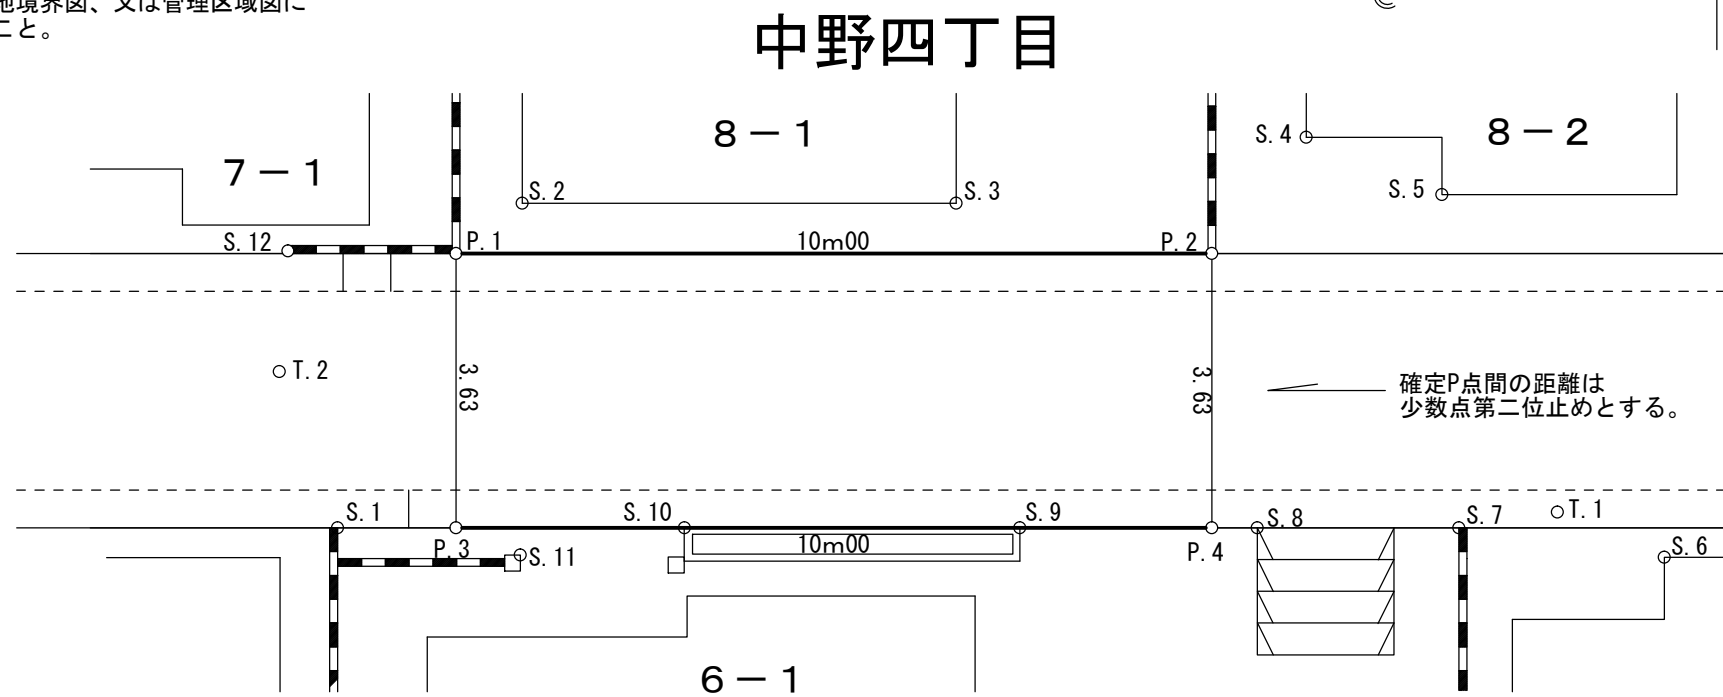 地境界図、又は管理区域図に
こと。
中野四丁目
8－1
S.4
8－2
7－1
S.2
S.3
S.5
S.12
P.1
10m00
P.2
T.2
3.63
3.63
確定P点間の距離は
少数点第二位止めとする。
S.1
S.10
S.9
S.8
S.7
T.1
P.3
S.11
10m00
P.4
S.6
6－1